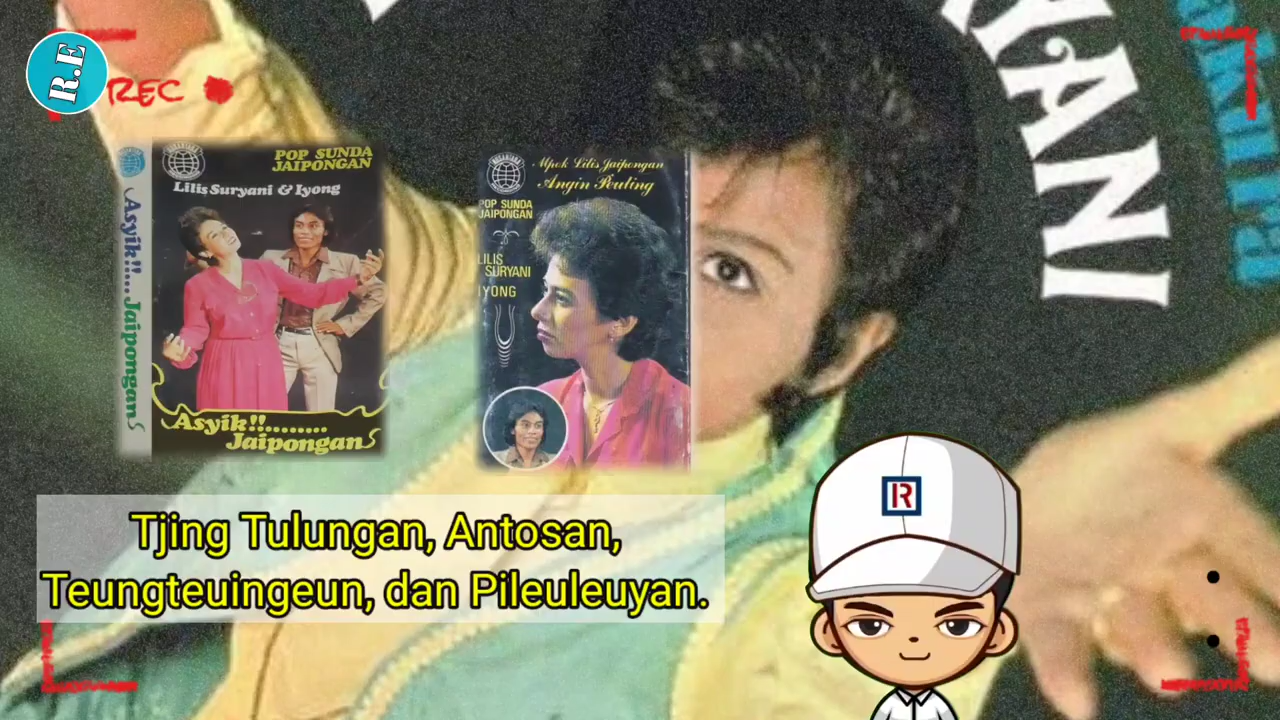 R.E
REC
YANI
POP SUNDA
JAIPONGAN
Lilis Suryani & Iyong
Asyik!!... Jaipongan
Asyik!!.........
Jaipongan
Mpok Lilis Jaipongan
Angin Peuting
POP SUNDA
JAIPONGAN
LILIS
SURYANI
IYONG
R
Tjing Tulungan, Antosan,
Teungteuingeun, dan Pileuleuyan.